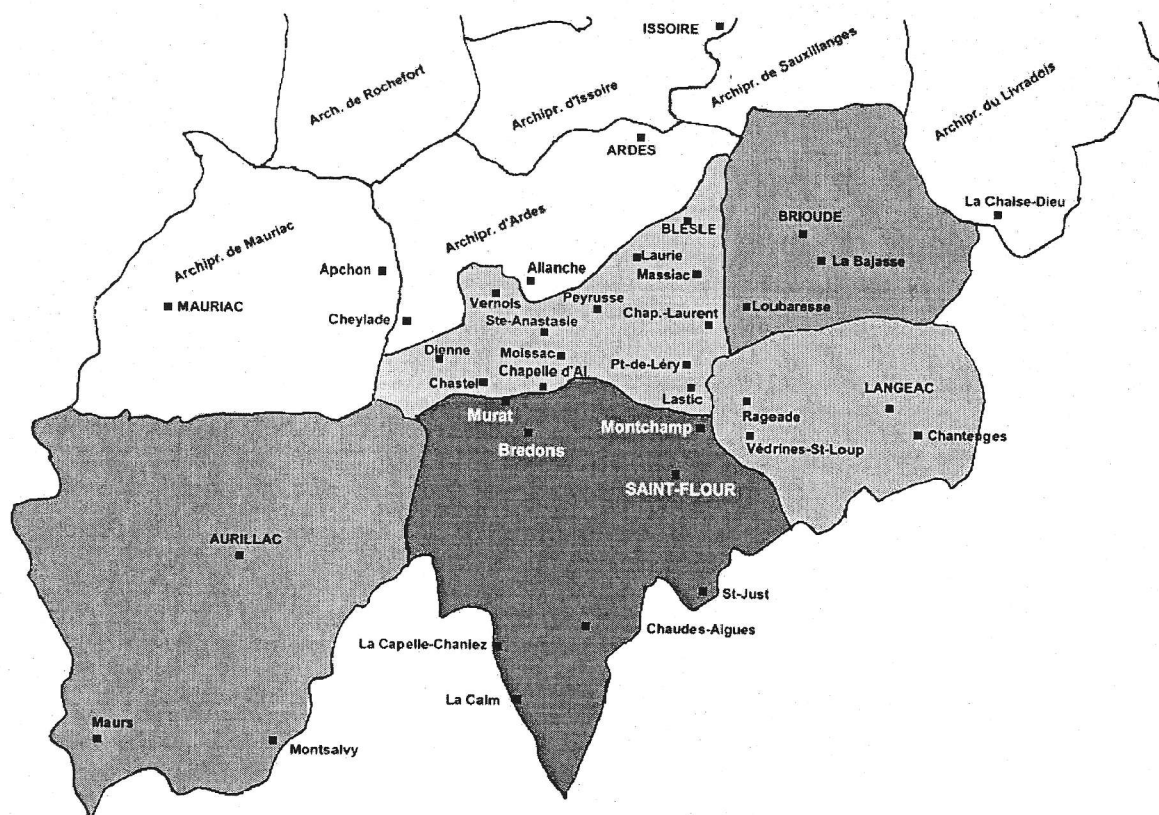 ISSOIRE
Arch. de Rochefort
Archipr. d'Issoire
Archipr. de Sauxillanges
Archipr. du Livradois
ARDES
La Chaise-Dieu
Archipr. de Mauriac
Archipr. d'Ardes
BLESLE
BRIOUDE
Apchon
Allanche
Laurie
Massiac
La Bajasse
MAURIAC
Vernols
Peyrusse
Loubaresse
Cheylade
Ste-Anastasie
Chap.-Laurent
Dienne
Moissac
Pt-de-Léry
Chapelle d'Al
Chastel
Lastic
LANGEAC
Murat
Rageade
Bredons
Montchamp
Védrines-St-Loup
Chanteuges
SAINT-FLOUR
AURILLAC
St-Just
Chaudes-Aigues
La Capelle-Chaniez
La Calm
Maurs
Montsalvy